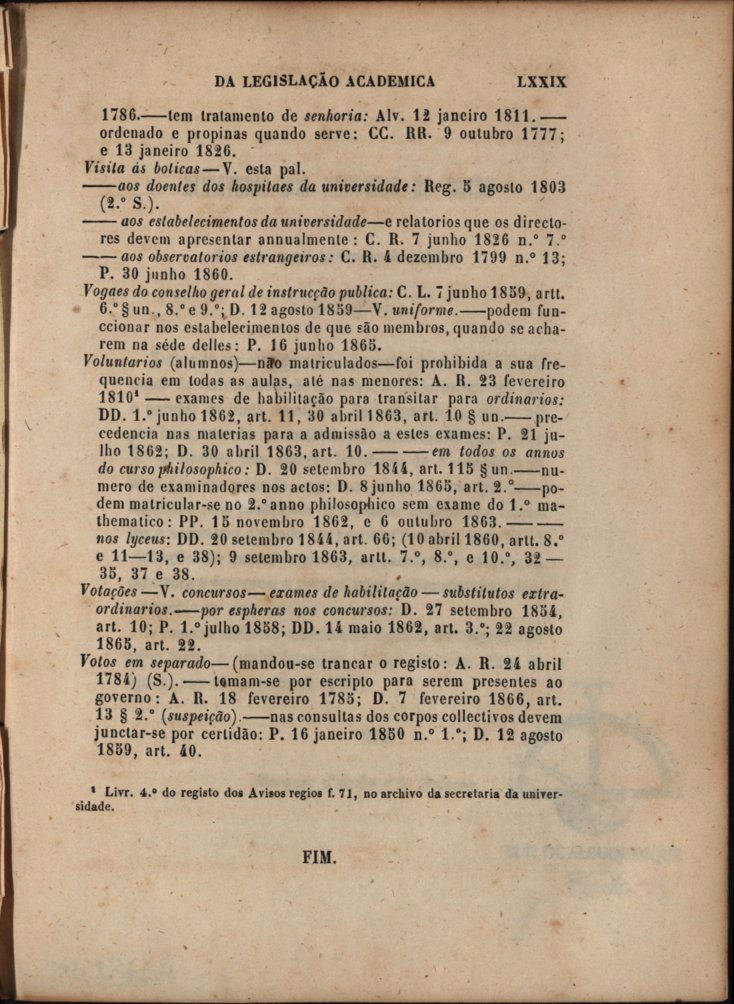 DA LEGISLAÇÃO ACADEMICA LXXIX
1786.——tem tratamento de senhoria: Alv. 12 janeiro 1811.——
ordenado e propinas quando serve: CC. RR. 9 outubro 1777;
e 13 janeiro 1826.
Visita ás boticas—V. esta pal.
——aos doentes dos hospitaes da universidade: Reg. 5 agosto 1803
(2.º S.).
——aos estabelecimentos da universidade—e relatorios que os directo-
res devem apresentar annualmente: C. R. 7 junho 1826 n.º 7.º
——aos observatorios estrangeiros: C. R. 4 dezembro 1799 n.º 13;
P. 30 junho 1860.
Vogaes do conselho geral de instrucção publica: C. L. 7 junho 1859, artt.
6.º § un., 8.º e 9.º; D. 12 agosto 1859—V. uniforme.——podem fun-
ccionar nos estabelecimentos de que são membros, quando se acha-
rem na séde delles: P. 16 junho 1865.
Voluntarios (alumnos)—não matriculados—foi prohibida a sua fre-
quencia em todas as aulas, até nas menores: A. R. 23 fevereiro
1810¹ —— exames de habilitação para transitar para ordinarios:
DD. 1.º junho 1862, art. 11, 30 abril 1863, art. 10 § un.——pre-
cedencia nas materias para a admissão a estes exames: P. 21 ju-
lho 1862; D. 30 abril 1863, art. 10. —— ——em todos os annos
do curso philosophico: D. 20 setembro 1844, art. 115 § un.——nu-
mero de examinadores nos actos: D. 8 junho 1865, art. 2.º——po-
dem matricular-se no 2.º anno philosophico sem exame do 1.º ma-
thematico: PP. 15 novembro 1862, e 6 outubro 1863. —— ——
nos lyceus: DD. 20 setembro 1844, art. 66; (10 abril 1860, artt. 8.º
e 11—13, e 38); 9 setembro 1863, artt. 7.º, 8.º, e 10.º, 32—
35, 37 e 38.
Votações—V. concursos—exames de habilitação—substitutos extra-
ordinarios.——por espheras nos concursos: D. 27 setembro 1854,
art. 10; P. 1.º julho 1858; DD. 14 maio 1862, art. 3.º; 22 agosto
1865, art. 22.
Votos em separado—(mandou-se trancar o registo: A. R. 24 abril
1784) (S.).——tomam-se por escripto para serem presentes ao
governo: A. R. 18 fevereiro 1785; D. 7 fevereiro 1866, art.
13 § 2.º (suspeição).——nas consultas dos corpos collectivos devem
junctar-se por certidão: P. 16 janeiro 1850 n.º 1.º; D. 12 agosto
1859, art. 40.
¹ Livr. 4.º do registo dos Avisos regios f. 71, no archivo da secretaria da univer-
sidade.
FIM.